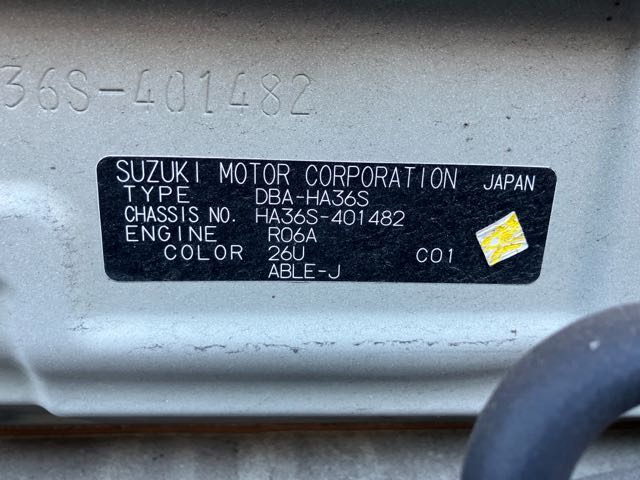 36S-401482
SUZUKI MOTOR CORPORATION JAPAN
TYPE DBA-HA36S
CHASSIS NO. HA36S-401482
ENGINE R06A
COLOR 26U C01
ABLE-J